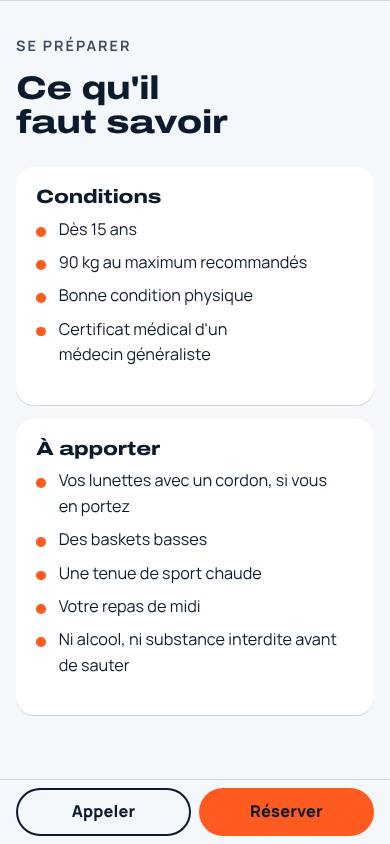 SE PRÉPARER
Ce qu'il
faut savoir
Conditions
Dès 15 ans
90 kg au maximum recommandés
Bonne condition physique
Certificat médical d'un
médecin généraliste
À apporter
Vos lunettes avec un cordon, si vous
en portez
Des baskets basses
Une tenue de sport chaude
Votre repas de midi
Ni alcool, ni substance interdite avant
de sauter
Appeler
Réserver